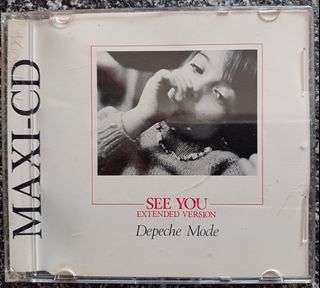 MAXI-CD
SEE YOU
EXTENDED VERSION
Depeche Mode